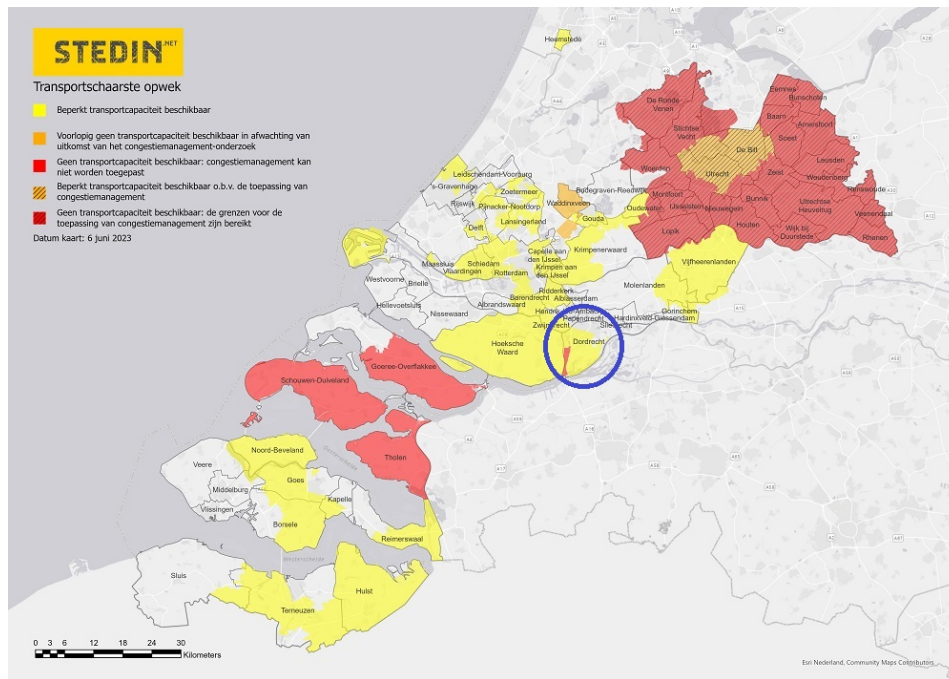 STEDIN.NET
Transportschaarste opwek
Beperkt transportcapaciteit beschikbaar
Voorlopig geen transportcapaciteit beschikbaar in afwachting van
uitkomst van het congestiemanagement-onderzoek
Geen transportcapaciteit beschikbaar: congestiemanagement kan
niet worden toegepast
Beperkt transportcapaciteit beschikbaar o.b.v. de toepassing van
congestiemanagement
Geen transportcapaciteit beschikbaar: de grenzen voor de
toepassing van congestiemanagement zijn bereikt
Datum kaart: 6 juni 2023
Heemstede
De Ronde
Venen
Eemnes
Bunschoten
Baarn
Amersfoort
Stichtse
Vecht
Soest
De Bilt
Leusden
Woerden
Utrecht
Zeist
Woudenberg
Renswoude
Leidschendam-Voorburg
's-Gravenhage
Zoetermeer
Bodegraven-Reeuwijk
Montfoort
Bunnik
Utrechtse
Heuvelrug
Veenendaal
Rijswijk
Pijnacker-Nootdorp
Waddinxveen
Oudewater
IJsselstein
Nieuwegein
Delft
Lansingerland
Gouda
Lopik
Houten
Wijk bij
Duurstede
Rhenen
Maassluis
Vlaardingen
Schiedam
Rotterdam
Capelle aan
den IJssel
Krimpen aan
den IJssel
Krimpenerwaard
Vijfheerenlanden
Westvoorne
Brielle
Molenlanden
Hellevoetsluis
Nissewaard
Albrandswaard
Barendrecht
Ridderkerk
Alblasserdam
Papendrecht
Hardinxveld-Giessendam
Gorinchem
Zwijndrecht
Sliedrecht
Hoeksche
Waard
Dordrecht
Goeree-Overflakkee
Schouwen-Duiveland
Tholen
Noord-Beveland
Veere
Goes
Middelburg
Kapelle
Vlissingen
Borsele
Reimerswaal
Westerschelde
Sluis
Hulst
Terneuzen
0 3 6 12 18 24 30
Kilometers
Esri Nederland, Community Maps Contributors